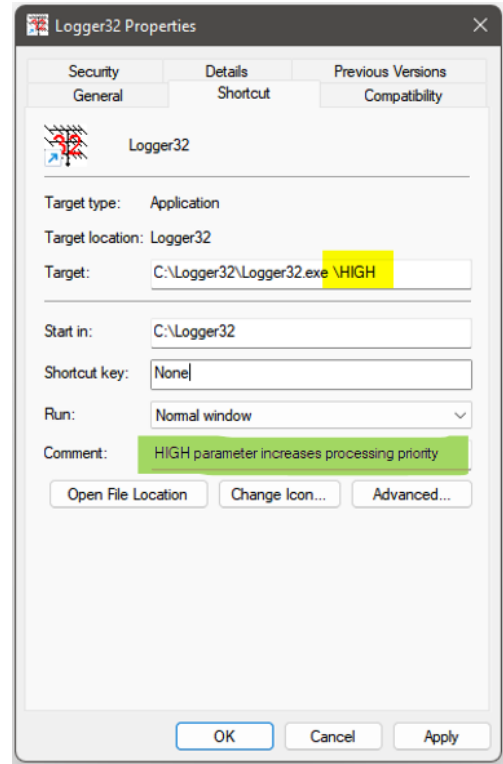 Logger32 Properties
Security Details Previous Versions
General Shortcut Compatibility
32
Logger32
Target type: Application
Target location: Logger32
Target: C:\Logger32\Logger32.exe \HIGH
Start in: C:\Logger32
Shortcut key: None
Run: Normal window
Comment: HIGH parameter increases processing priority
Open File Location Change Icon... Advanced...
OK Cancel Apply